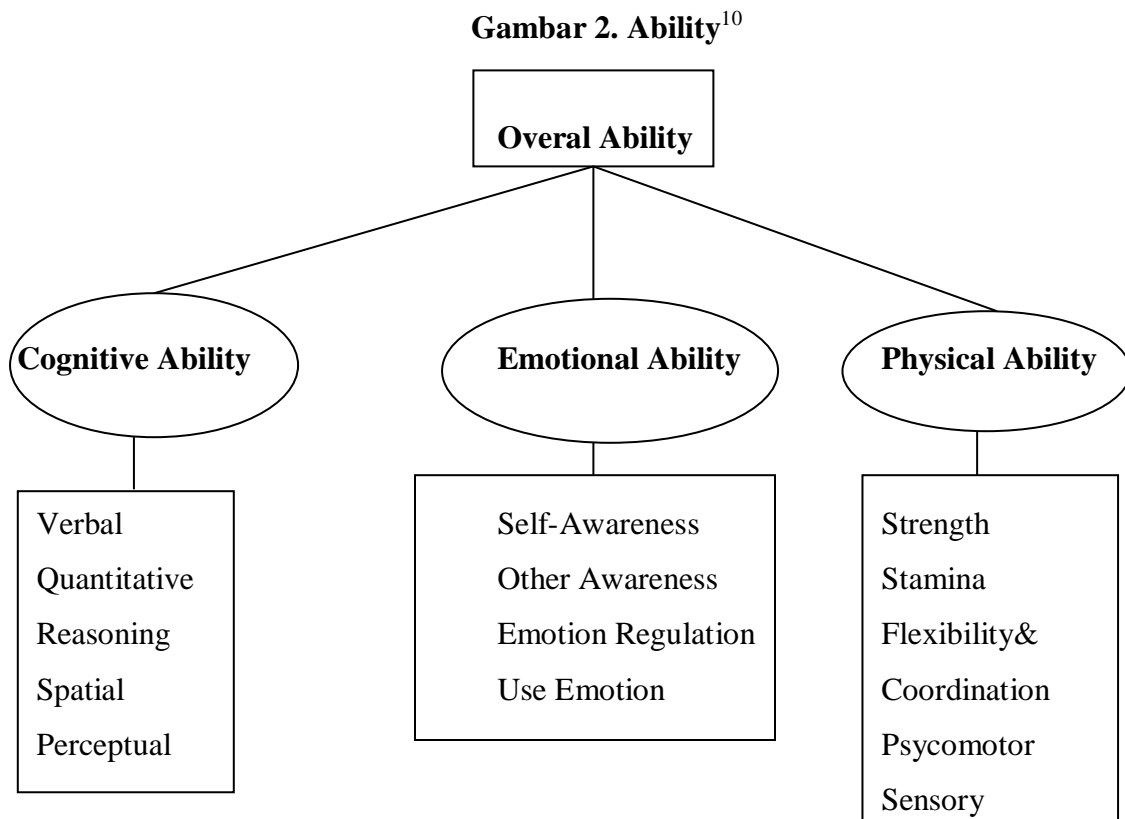 Gambar 2. Ability10
Overal Ability
Cognitive Ability
Emotional Ability
Physical Ability
Verbal
Quantitative
Reasoning
Spatial
Perceptual
Self-Awareness
Other Awareness
Emotion Regulation
Use Emotion
Strength
Stamina
Flexibility&
Coordination
Psycomotor
Sensory